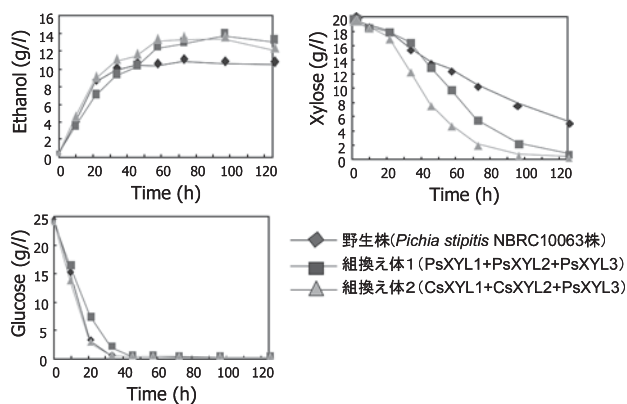 Ethanol (g/l)
16
14
12
10
8
6
4
2
0
0 20 40 60 80 100 120
Time (h)
Xylose (g/l)
20
18
16
14
12
10
8
6
4
2
0
0 20 40 60 80 100 120
Time (h)
Glucose (g/l)
25
20
15
10
5
0
0 20 40 60 80 100 120
Time (h)
野生株(Pichia stipitis NBRC10063株)
組換え体1(PsXYL1+PsXYL2+PsXYL3)
組換え体2(CsXYL1+CsXYL2+PsXYL3)